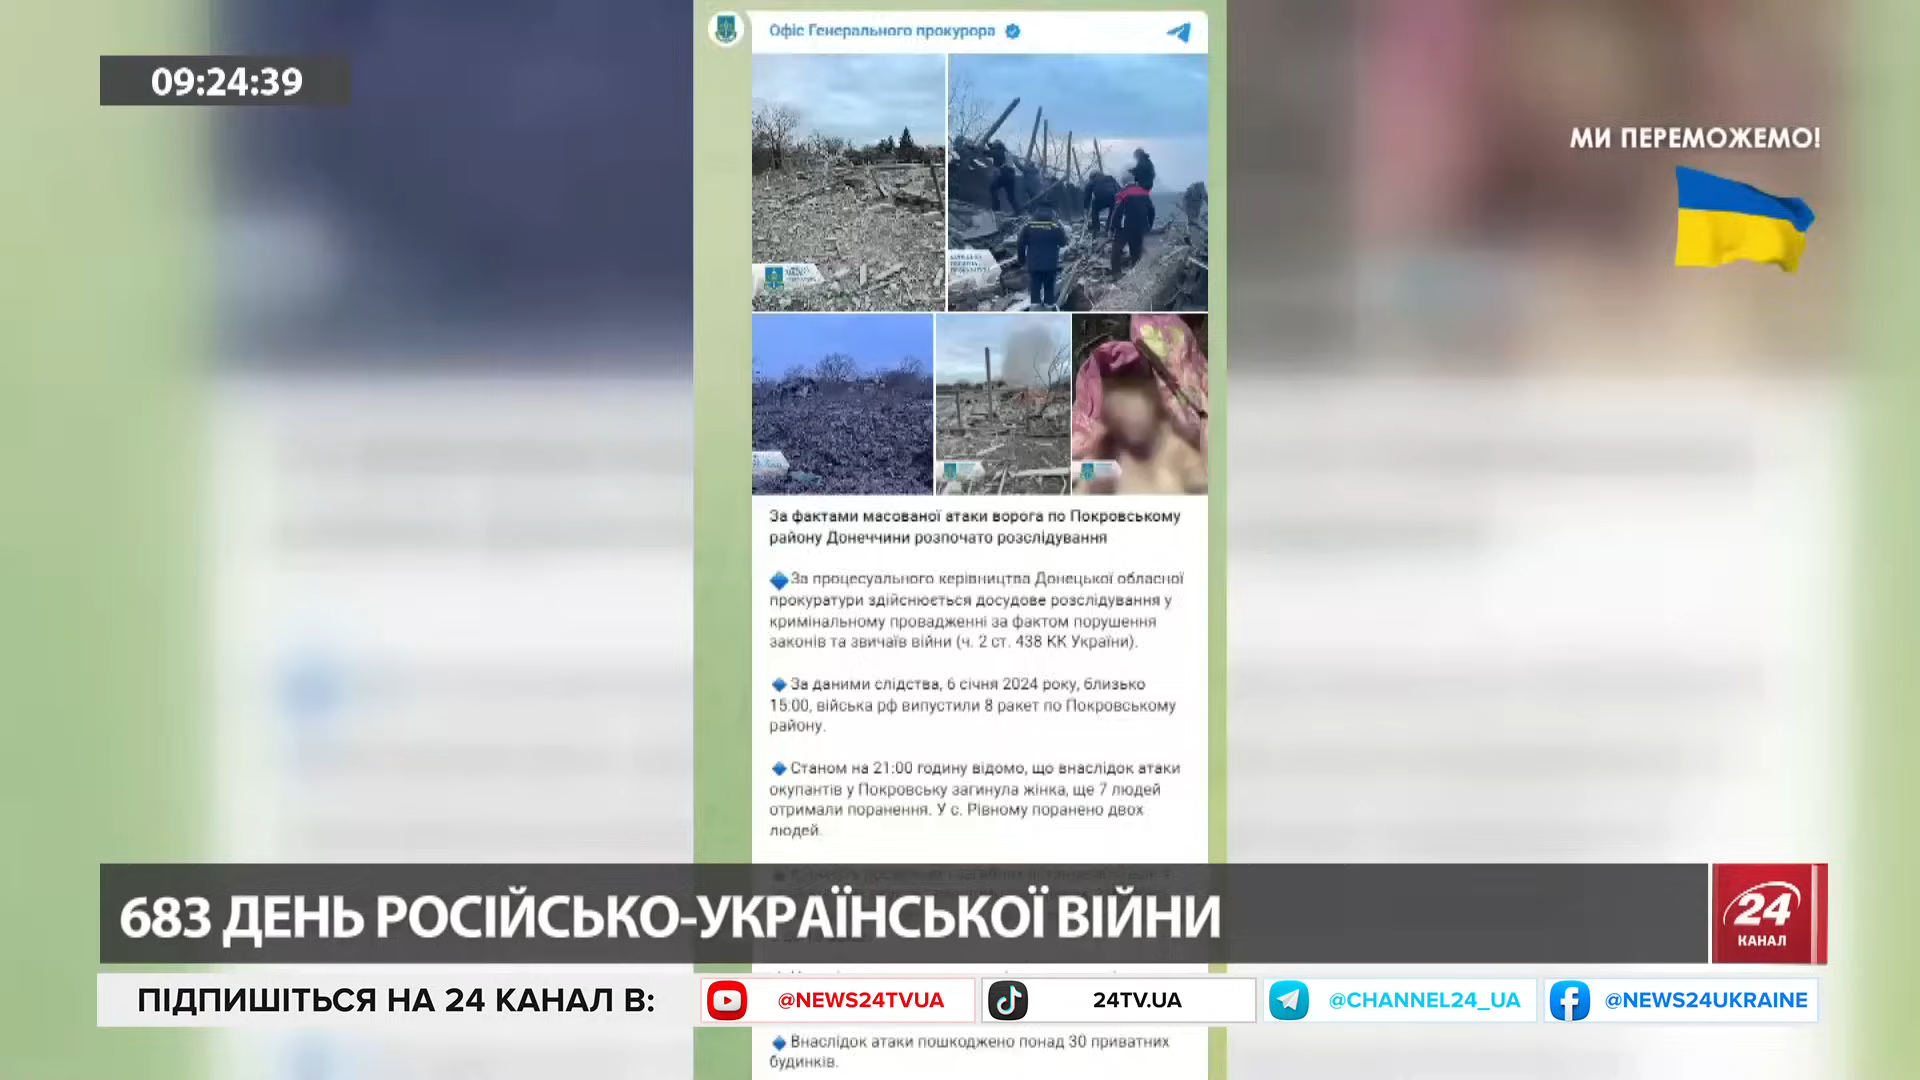 Офіс Генерального прокурора
09:24:39
МИ ПЕРЕМОЖЕМО!
За фактами масованої атаки ворога по Покровському
району Донеччини розпочато розслідування
За процесуального керівництва Донецької обласної
прокуратури здійснюється досудове розслідування у
кримінальному провадженні за фактом порушення
законів та звичаїв війни (ч. 2 ст. 438 КК України).
За даними слідства, 6 січня 2024 року, близько
15:00, війська рф випустили 8 ракет по Покровському
району.
Станом на 21:00 годину відомо, що внаслідок атаки
окупантів у Покровську загинула жінка, ще 7 людей
отримали поранення. У с. Рівному поранено двох
людей.
683 ДЕНЬ РОСІЙСЬКО-УКРАЇНСЬКОЇ ВІЙНИ
24
КАНАЛ
ПІДПИШІТЬСЯ НА 24 КАНАЛ В:
@NEWS24TVUA
24TV.UA
@CHANNEL24_UA
@NEWS24UKRAINE
Внаслідок атаки пошкоджено понад 30 приватних
будинків.